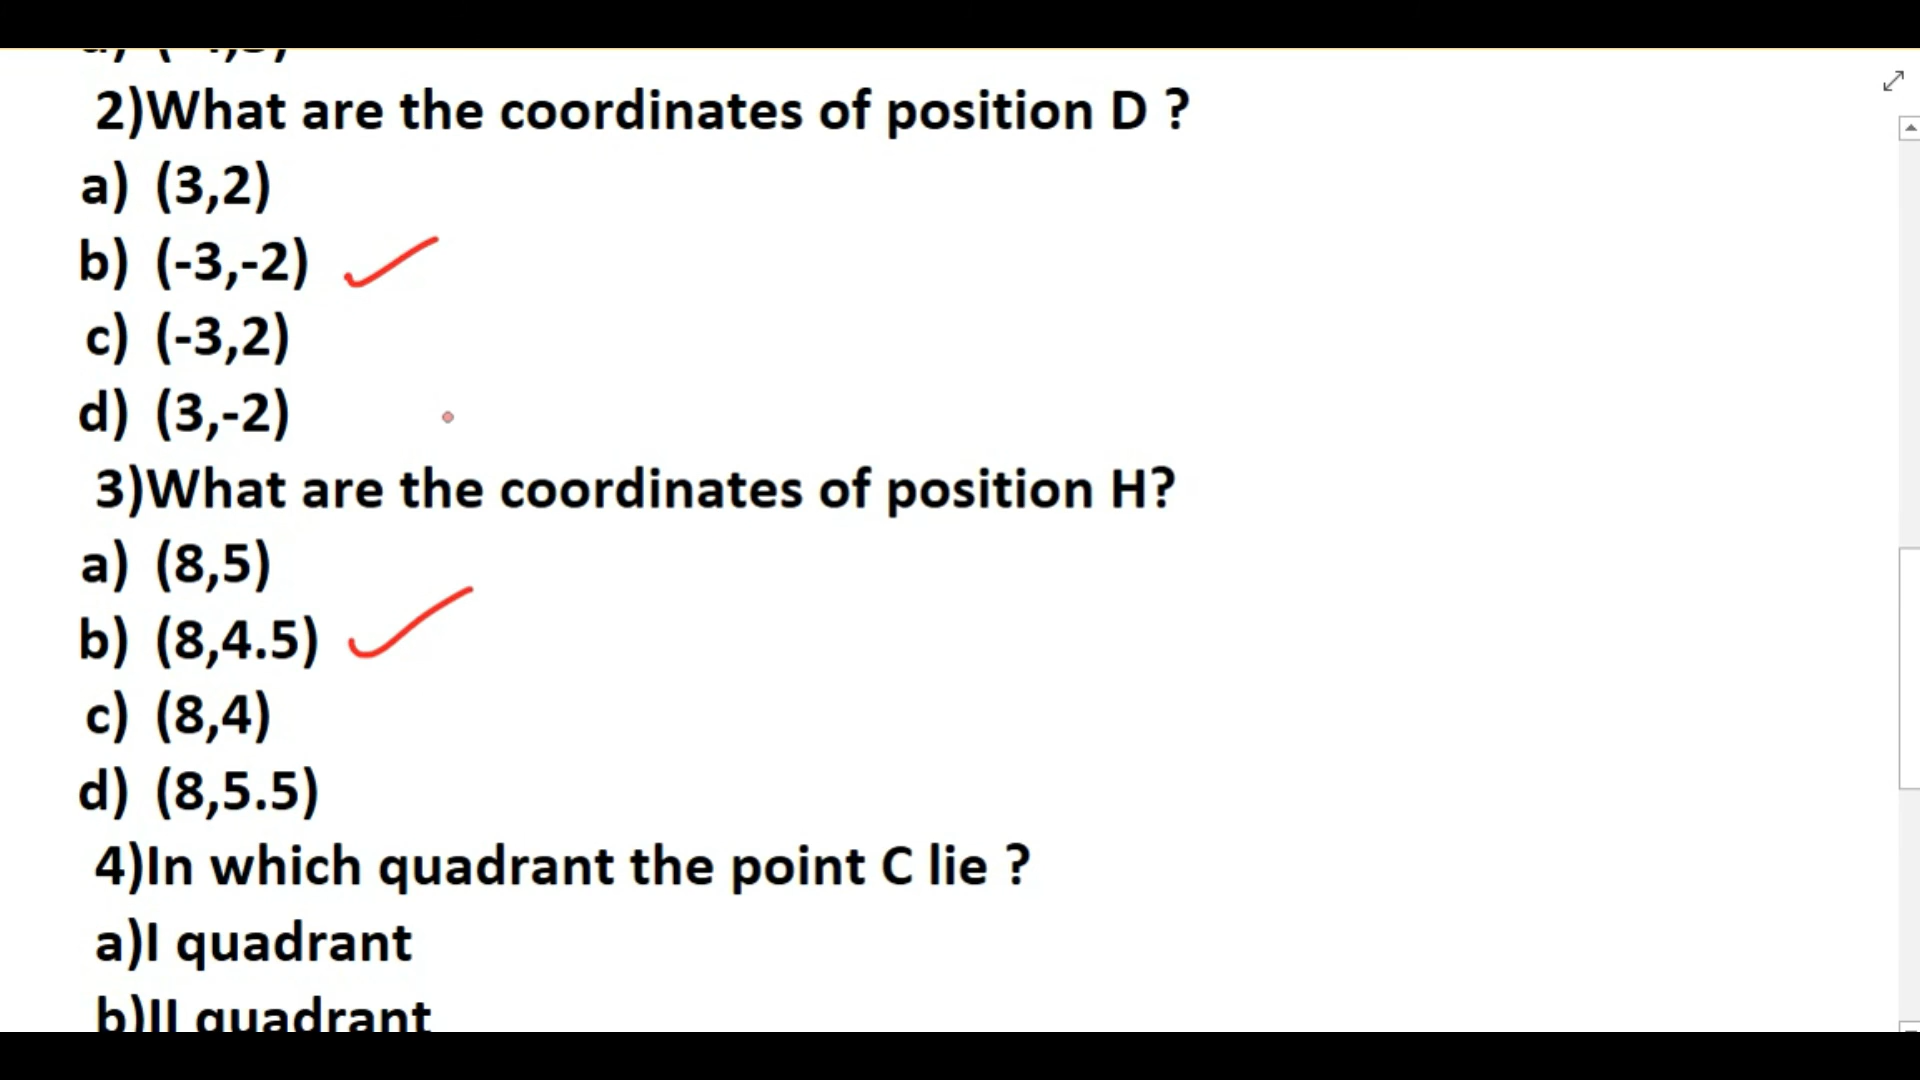 2)What are the coordinates of position D ?
a) (3,2)
b) (-3,-2)
c) (-3,2)
d) (3,-2)
3)What are the coordinates of position H?
a) (8,5)
b) (8,4.5)
c) (8,4)
d) (8,5.5)
4)In which quadrant the point C lie ?
a)I quadrant
b)II quadrant